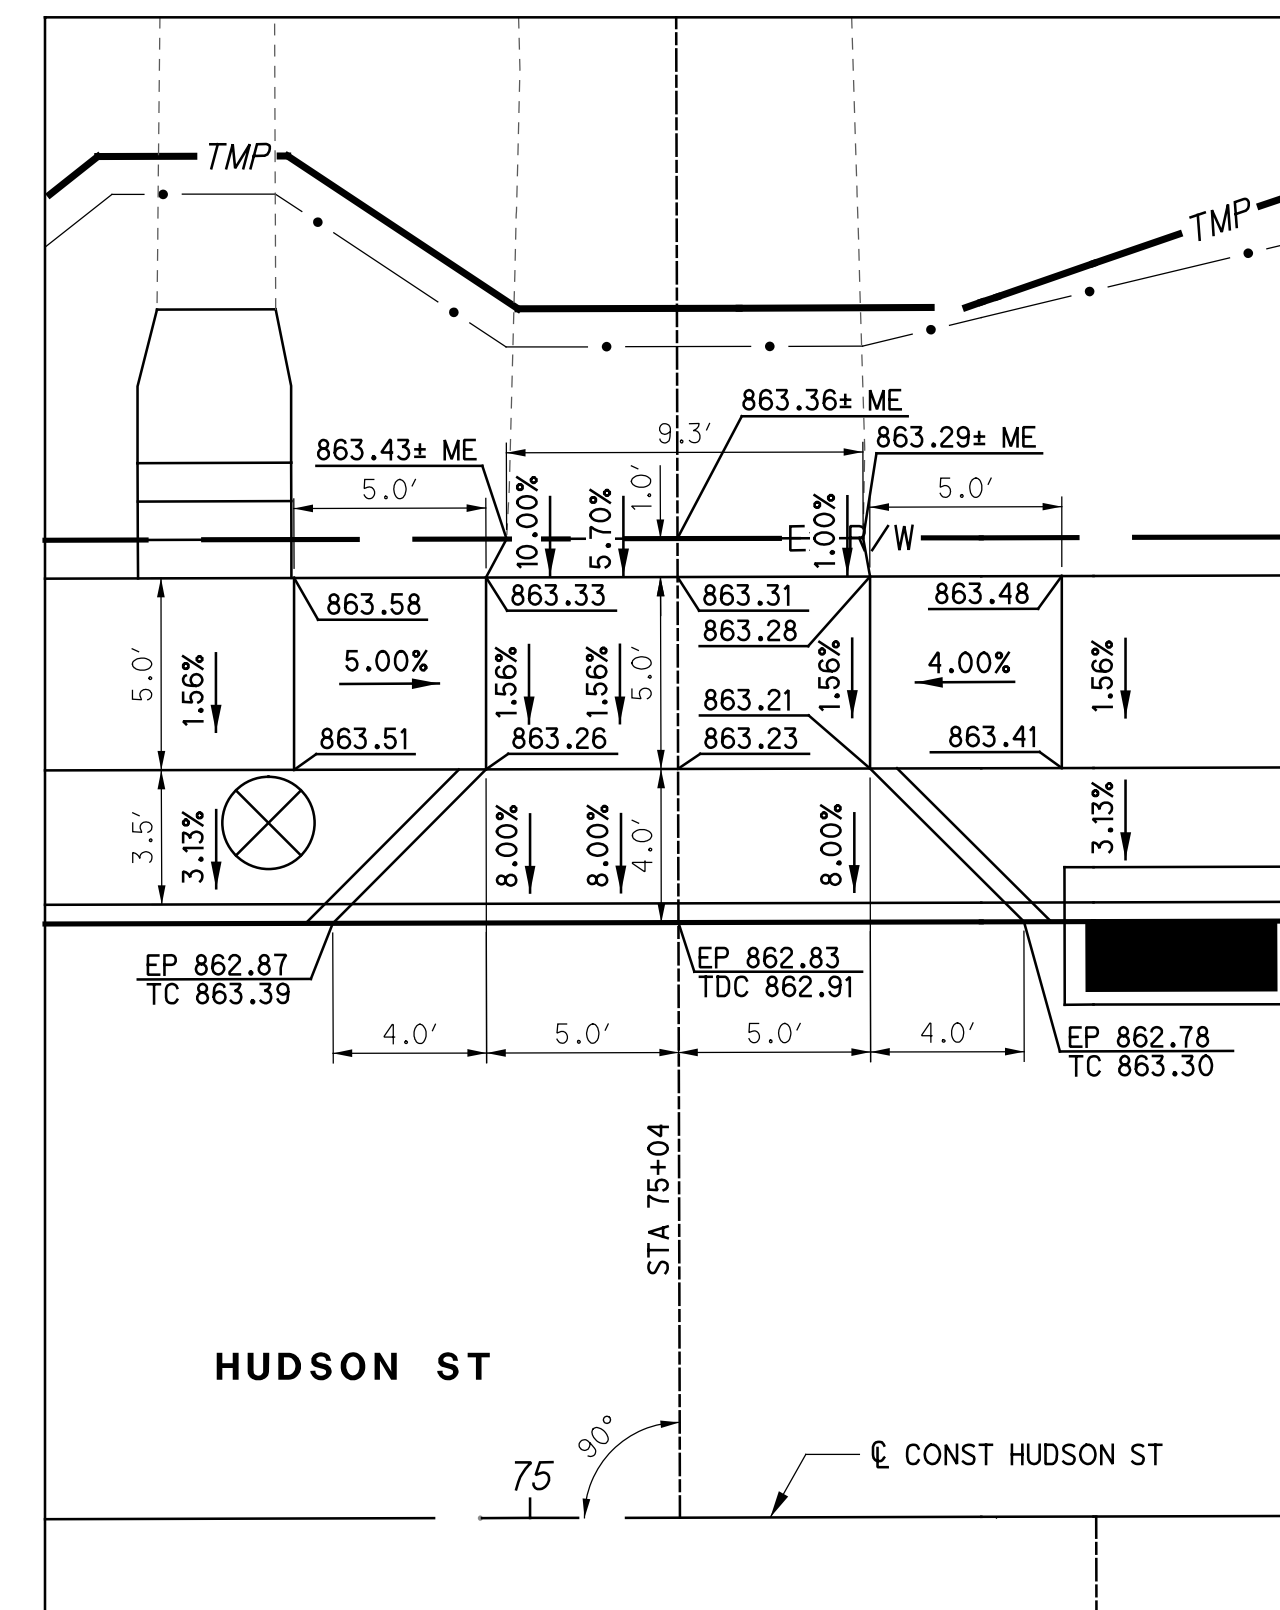 TMP
TMP
863.36± ME
9.3'
863.29± ME
863.43± ME
5.0'
1.0'
5.0'
10.00%
5.70%
1.00%
E R/W
863.58
863.33
863.31
863.48
863.28
5.0'
1.56%
5.00%
1.56%
1.56%
5.0'
1.56%
4.00%
1.56%
863.21
863.51
863.26
863.23
863.41
3.5'
3.13%
8.00%
8.00%
4.0'
8.00%
3.13%
EP 862.87
TC 863.39
EP 862.83
TDC 862.91
4.0'
5.0'
5.0'
4.0'
EP 862.78
TC 863.30
STA 75+04
HUDSON ST
90°
75
℄ CONST HUDSON ST